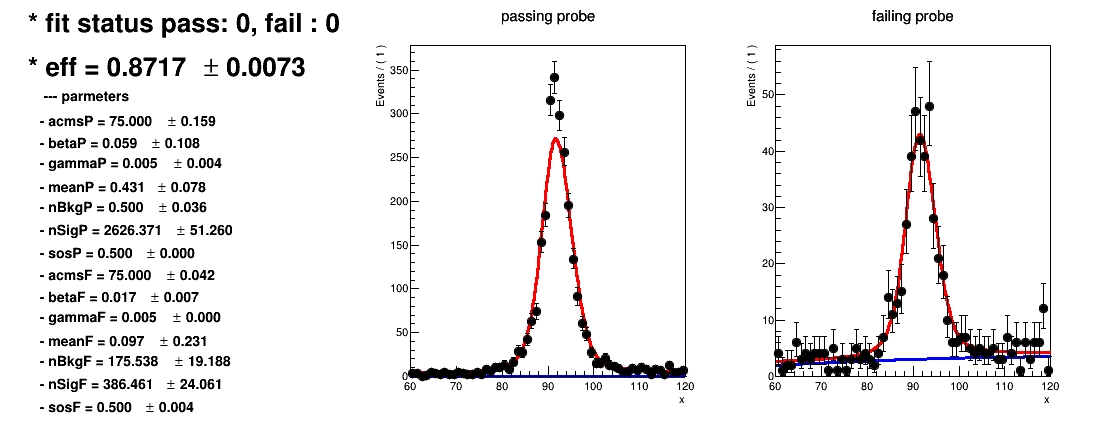 * fit status pass: 0, fail : 0
* eff = 0.8717 ± 0.0073
--- parmeters
- acmsP = 75.000 ± 0.159
- betaP = 0.059 ± 0.108
- gammaP = 0.005 ± 0.004
- meanP = 0.431 ± 0.078
- nBkgP = 0.500 ± 0.036
- nSigP = 2626.371 ± 51.260
- sosP = 0.500 ± 0.000
- acmsF = 75.000 ± 0.042
- betaF = 0.017 ± 0.007
- gammaF = 0.005 ± 0.000
- meanF = 0.097 ± 0.231
- nBkgF = 175.538 ± 19.188
- nSigF = 386.461 ± 24.061
- sosF = 0.500 ± 0.004
passing probe
Events / ( 1 )
350
300
250
200
150
100
50
0
60 70 80 90 100 110 120
x
failing probe
Events / ( 1 )
50
40
30
20
10
0
60 70 80 90 100 110 120
x